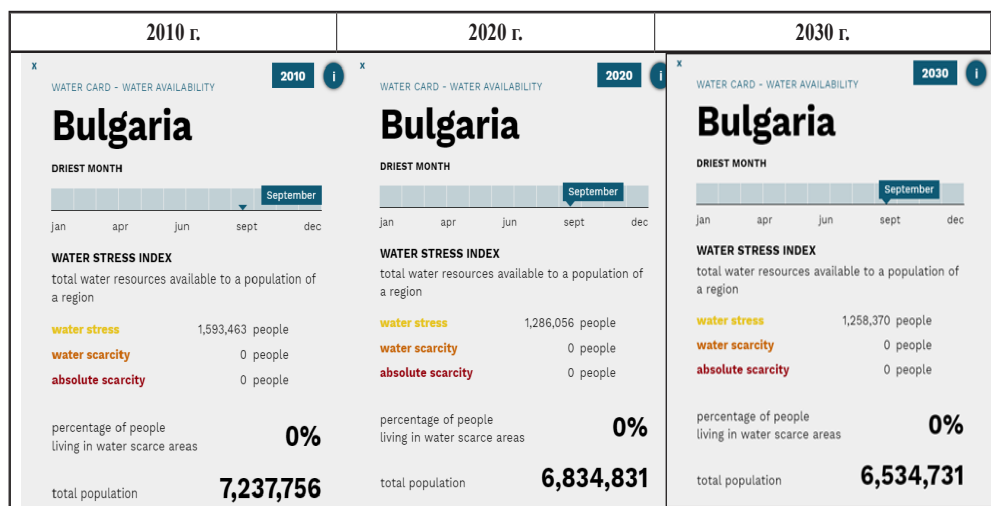 2010 г.
2020 г.
2030 г.
x
2010
i
WATER CARD - WATER AVAILABILITY
Bulgaria
DRIEST MONTH
September
jan apr jun sept dec
WATER STRESS INDEX
total water resources available to a population of
a region
water stress 1,593,463 people
water scarcity 0 people
absolute scarcity 0 people
percentage of people
living in water scarce areas
0%
total population 7,237,756
x
2020
i
WATER CARD - WATER AVAILABILITY
Bulgaria
DRIEST MONTH
September
jan apr jun sept dec
WATER STRESS INDEX
total water resources available to a population of
a region
water stress 1,286,056 people
water scarcity 0 people
absolute scarcity 0 people
percentage of people
living in water scarce areas
0%
total population 6,834,831
x
2030
i
WATER CARD - WATER AVAILABILITY
Bulgaria
DRIEST MONTH
September
jan apr jun sept dec
WATER STRESS INDEX
total water resources available to a population of
a region
water stress 1,258,370 people
water scarcity 0 people
absolute scarcity 0 people
percentage of people
living in water scarce areas
0%
total population 6,534,731